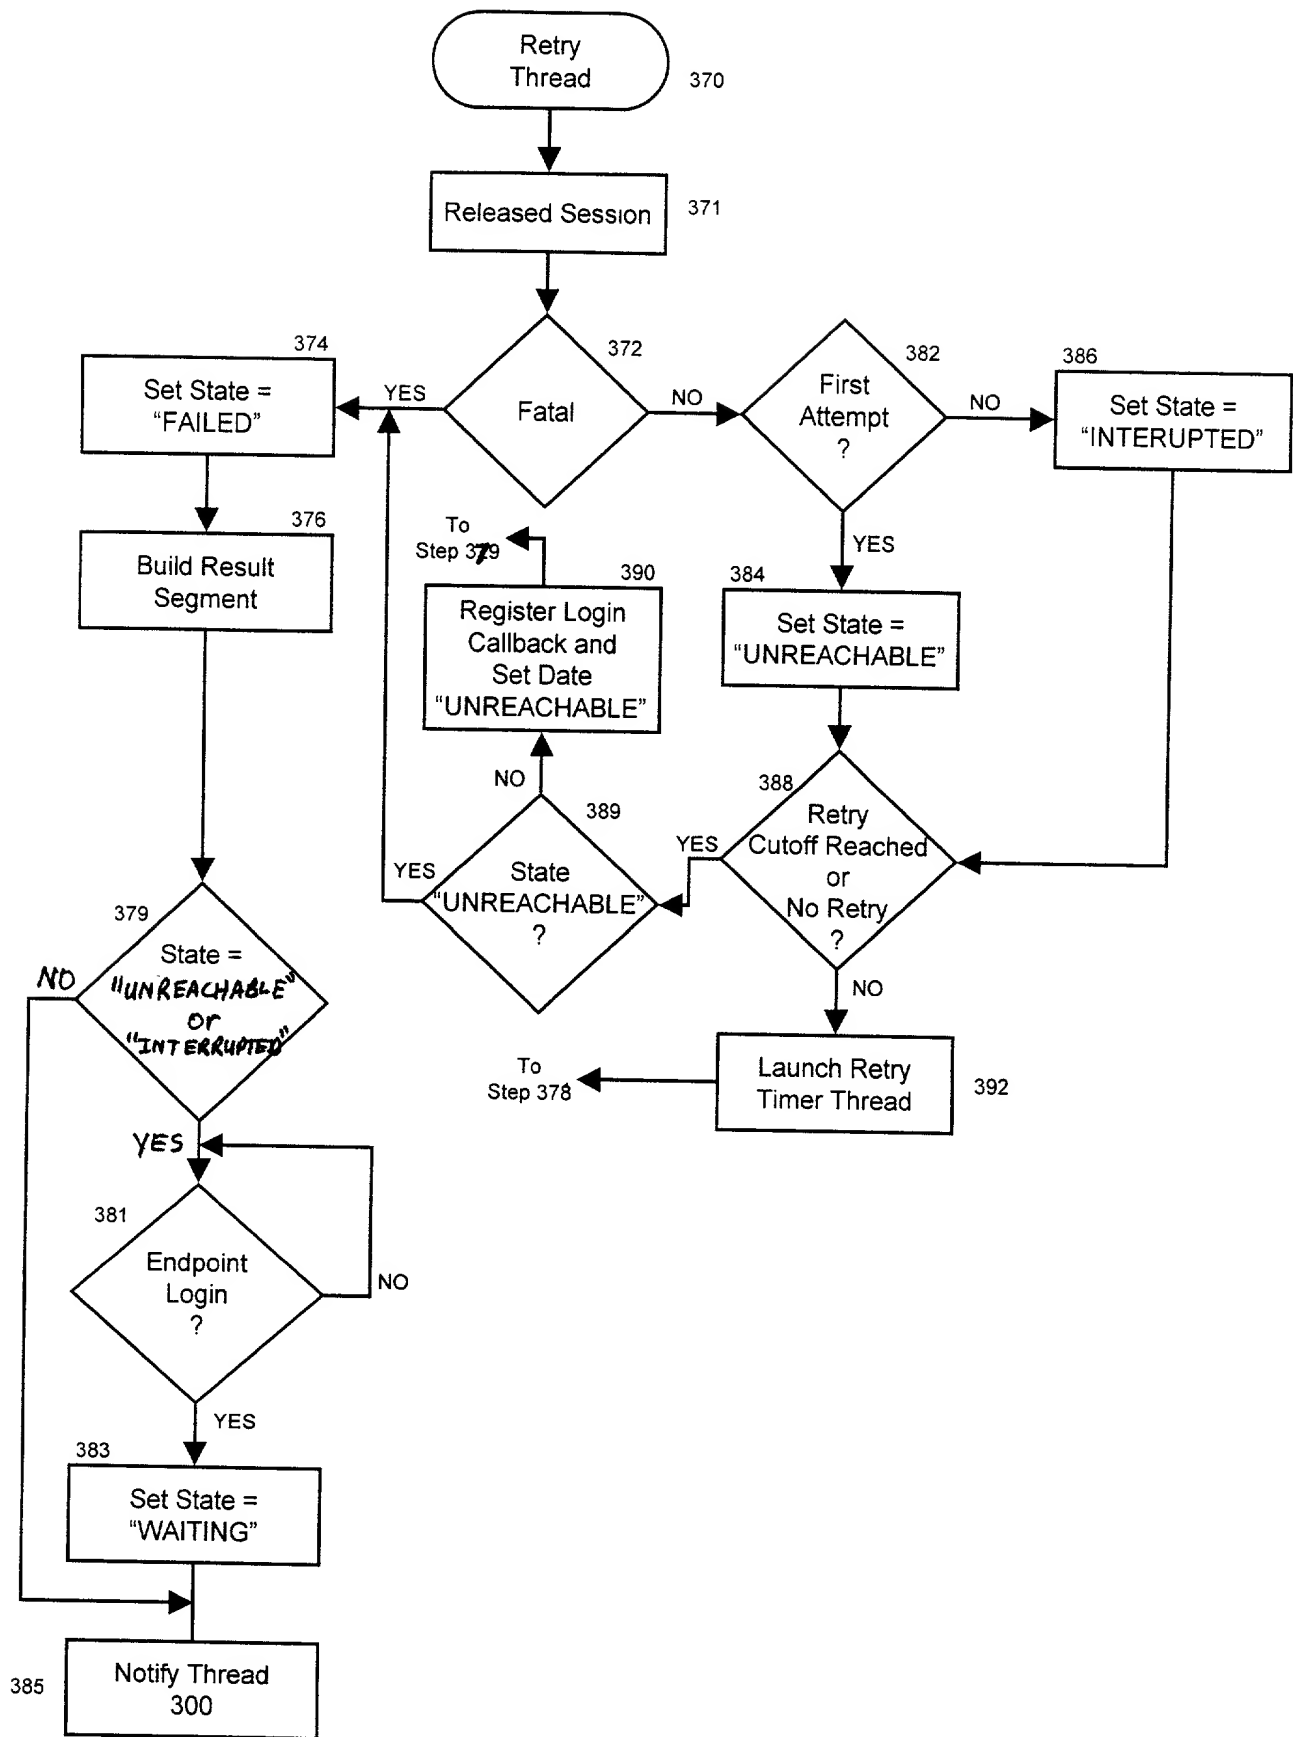 Retry
Thread
370
Released Session
371
Fatal
372
YES
NO
374
Set State =
“FAILED”
376
Build Result
Segment
First
Attempt
?
382
NO
YES
386
Set State =
“INTERUPTED”
384
Set State =
“UNREACHABLE”
To
Step 379
390
Register Login
Callback and
Set Date
“UNREACHABLE”
NO
389
State
“UNREACHABLE”
?
YES
388
Retry
Cutoff Reached
or
No Retry
?
YES
NO
Launch Retry
Timer Thread
392
To
Step 378
379
State =
"UNREACHABLE"
or
"INTERRUPTED"
NO
YES
381
Endpoint
Login
?
NO
YES
383
Set State =
“WAITING”
385
Notify Thread
300